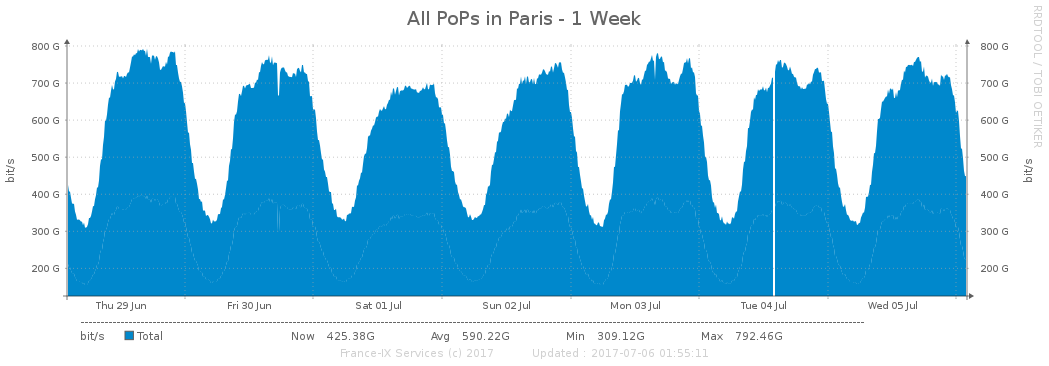 All PoPs in Paris - 1 Week
RRDTOOL / TOBI OETIKER
800 G 800 G
700 G 700 G
600 G 600 G
500 G 500 G
400 G 400 G
300 G 300 G
200 G 200 G
bit/s bit/s
Thu 29 Jun Fri 30 Jun Sat 01 Jul Sun 02 Jul Mon 03 Jul Tue 04 Jul Wed 05 Jul
bit/s Total Now 425.38G Avg 590.22G Min 309.12G Max 792.46G
France-IX Services (c) 2017 Updated : 2017-07-06 01:55:11